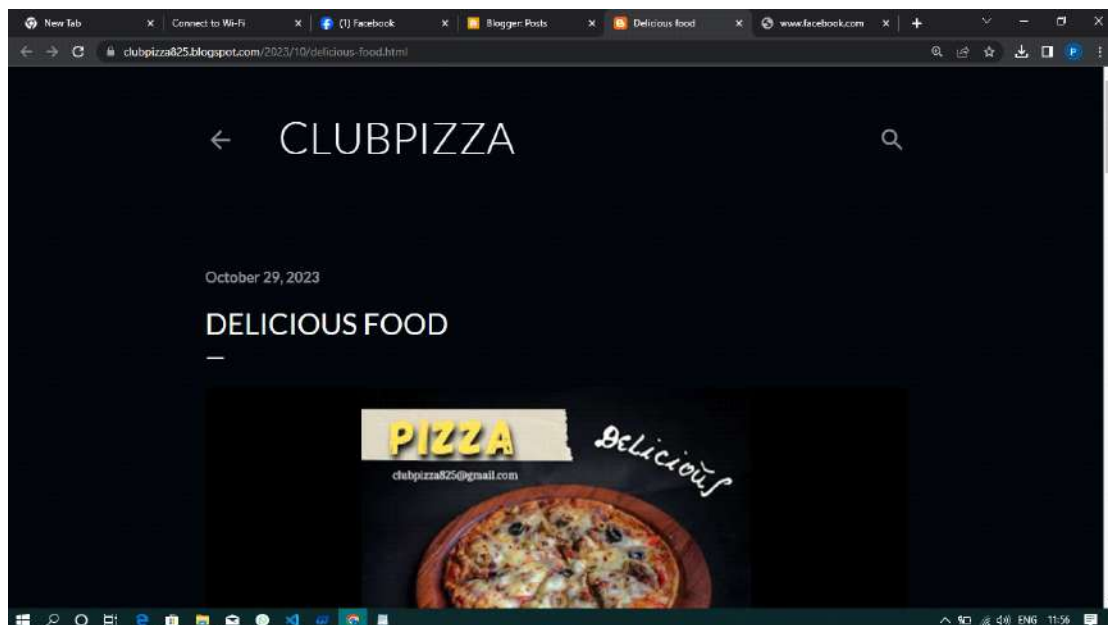 New Tab
Connect to Wi-Fi
(1) Facebook
Blogger: Posts
Delicious food
www.facebook.com
clubpizza825.blogspot.com/2023/10/delicious-food.html
P
CLUBPIZZA
October 29, 2023
DELICIOUS FOOD
PIZZA
Delicious
clubpizza825@gmail.com
ENG 11:56